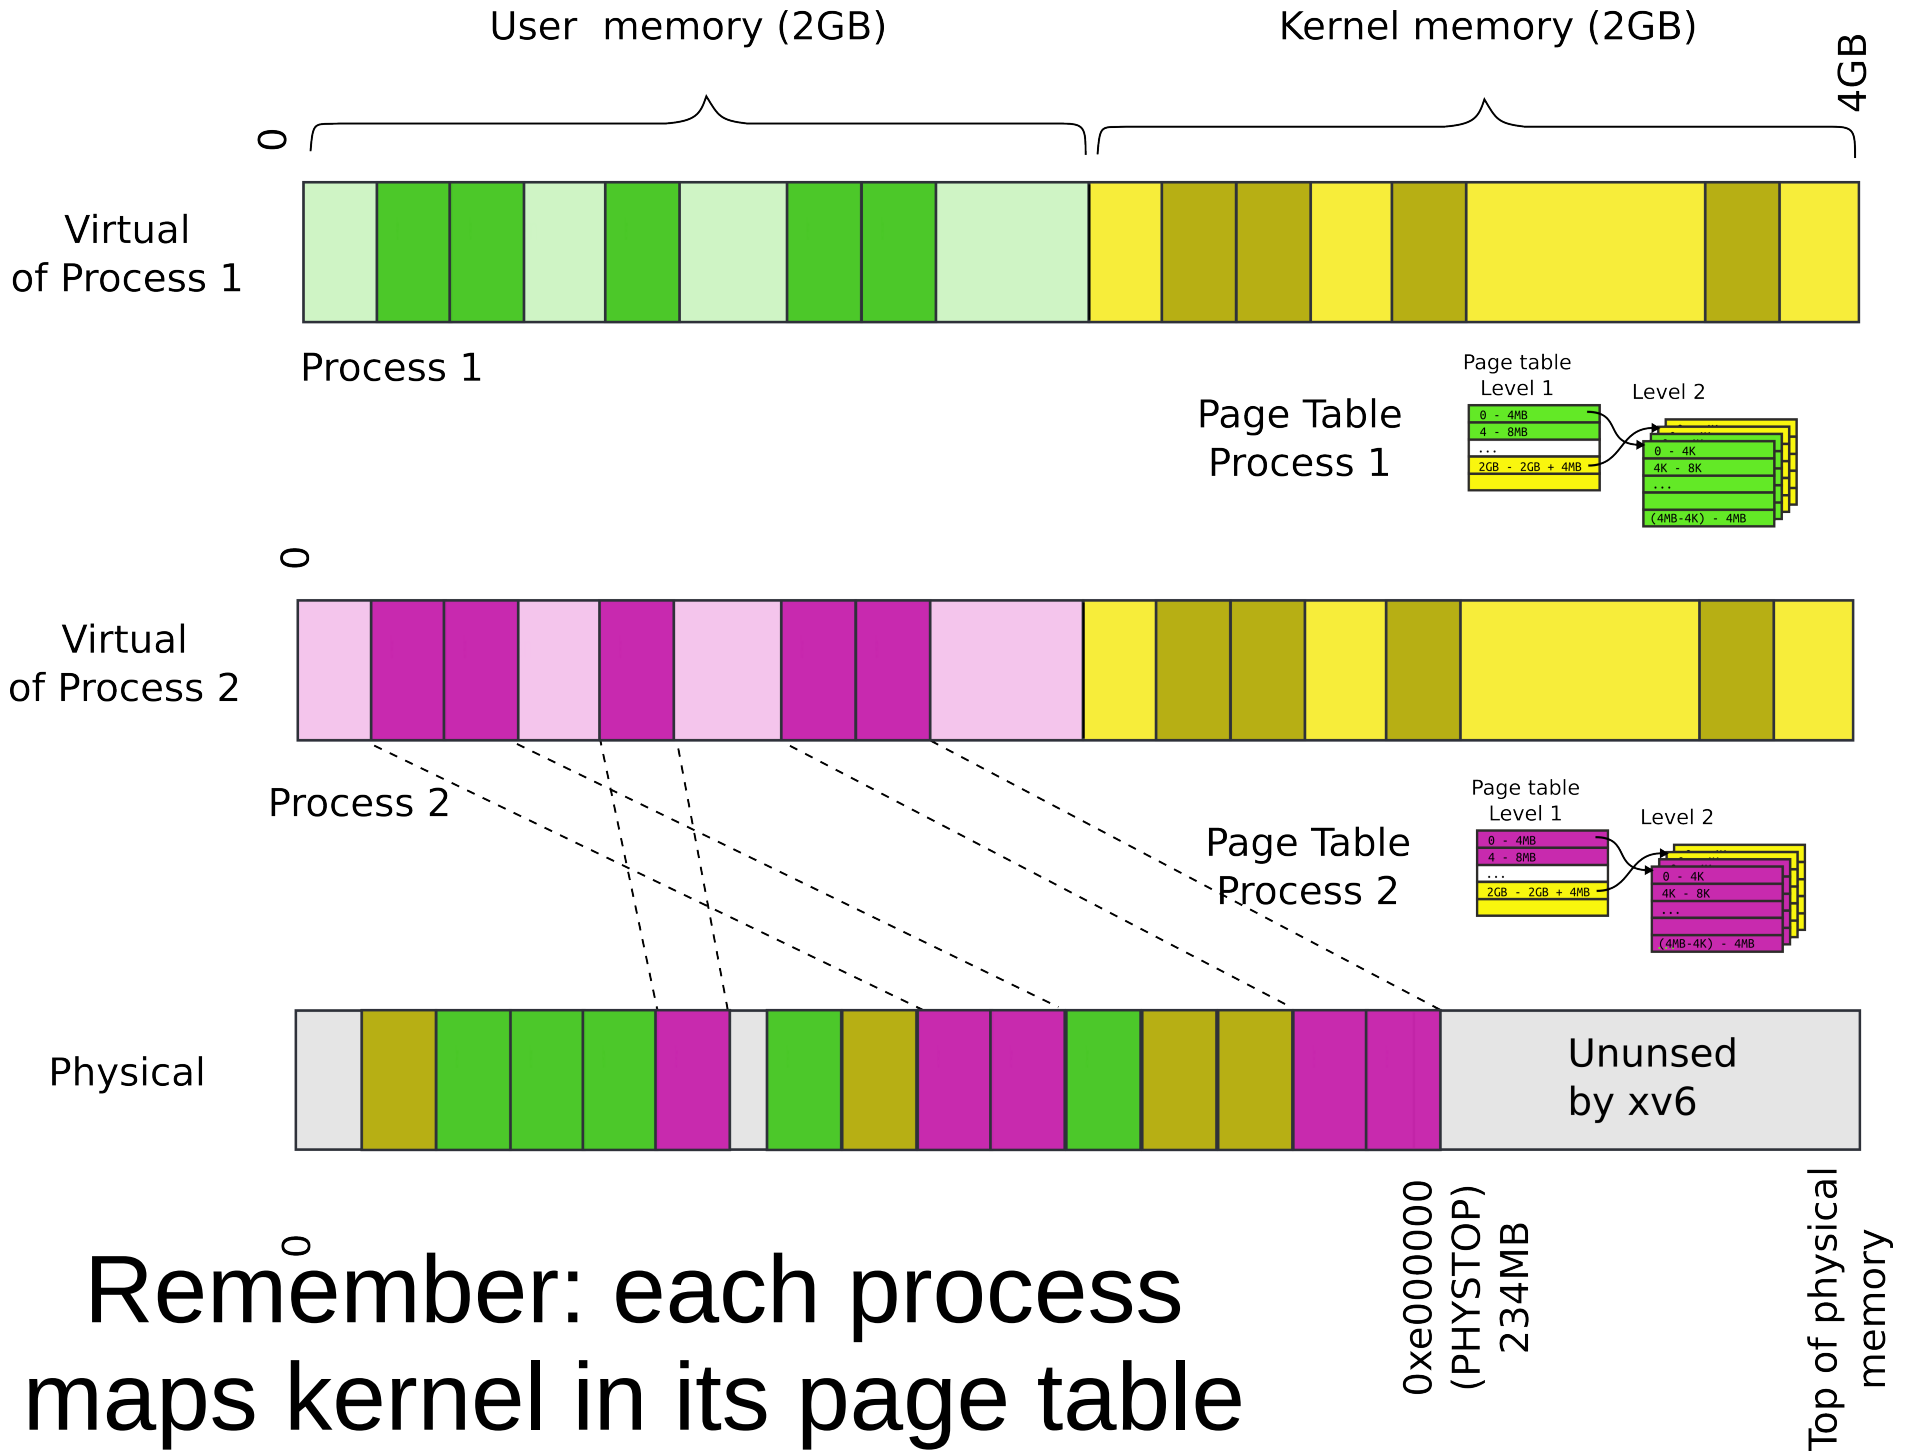 User  memory (2GB)
Kernel memory (2GB)
4GB
0
Virtual
of Process 1
Process 1
Page Table
Process 1
Page table
Level 1
Level 2
0 - 4MB
4 - 8MB
...
2GB - 2GB + 4MB
0 - 4K
4K - 8K
...
(4MB-4K) - 4MB
0
Virtual
of Process 2
Process 2
Page Table
Process 2
Page table
Level 1
Level 2
0 - 4MB
4 - 8MB
...
2GB - 2GB + 4MB
0 - 4K
4K - 8K
...
(4MB-4K) - 4MB
Physical
Ununsed
by xv6
0
0xe000000
(PHYSTOP)
234MB
Top of physical
memory
Remember: each process
maps kernel in its page table